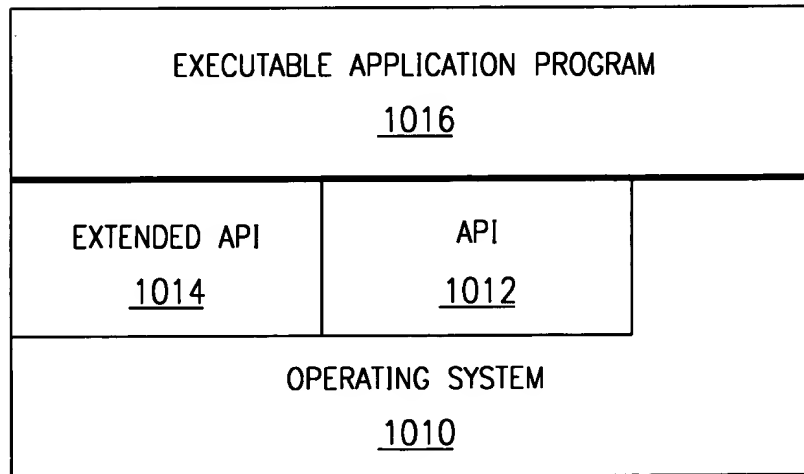 EXECUTABLE APPLICATION PROGRAM
1016
EXTENDED API
1014
API
1012
OPERATING SYSTEM
1010